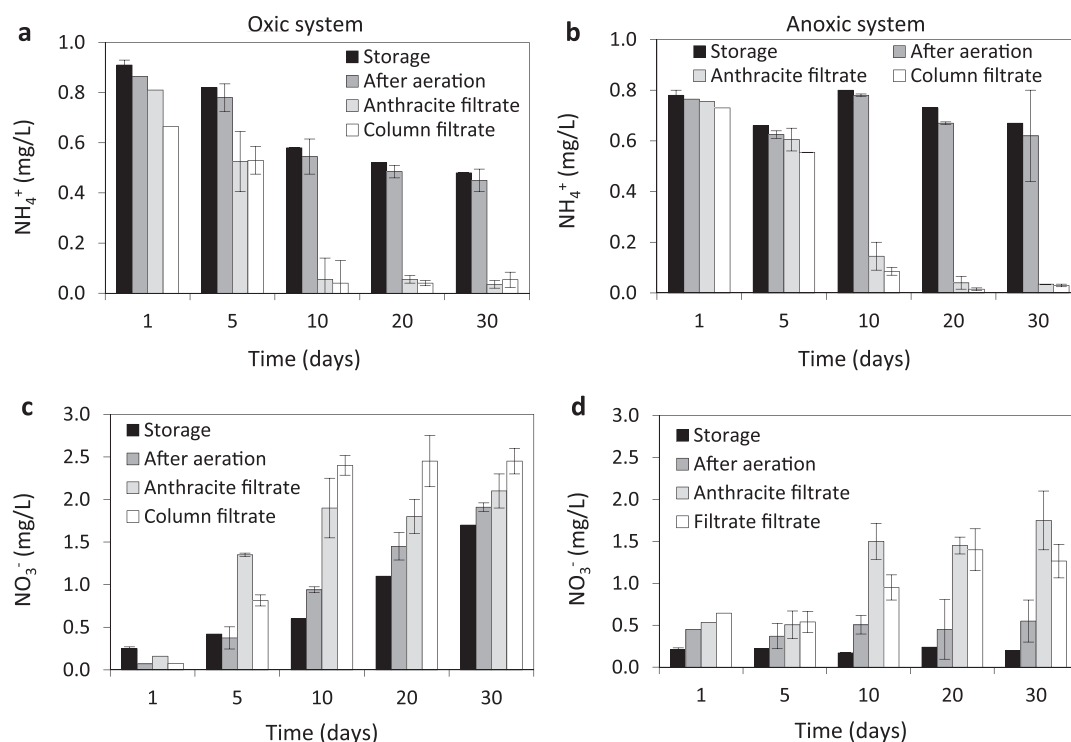 Oxic system
Anoxic system
a
1.0
0.8
0.6
0.4
0.2
0.0
NH₄⁺ (mg/L)
Storage
After aeration
Anthracite filtrate
Column filtrate
1 5 10 20 30
Time (days)
b
1.0
0.8
0.6
0.4
0.2
0.0
NH₄⁺ (mg/L)
Storage After aeration
Anthracite filtrate Column filtrate
1 5 10 20 30
Time (days)
c
3.0
2.5
2.0
1.5
1.0
0.5
0.0
NO₃⁻ (mg/L)
Storage
After aeration
Anthracite filtrate
Column filtrate
1 5 10 20 30
Time (days)
d
3.0
2.5
2.0
1.5
1.0
0.5
0.0
NO₃⁻ (mg/L)
Storage
After aeration
Anthracite filtrate
Filtrate filtrate
1 5 10 20 30
Time (days)